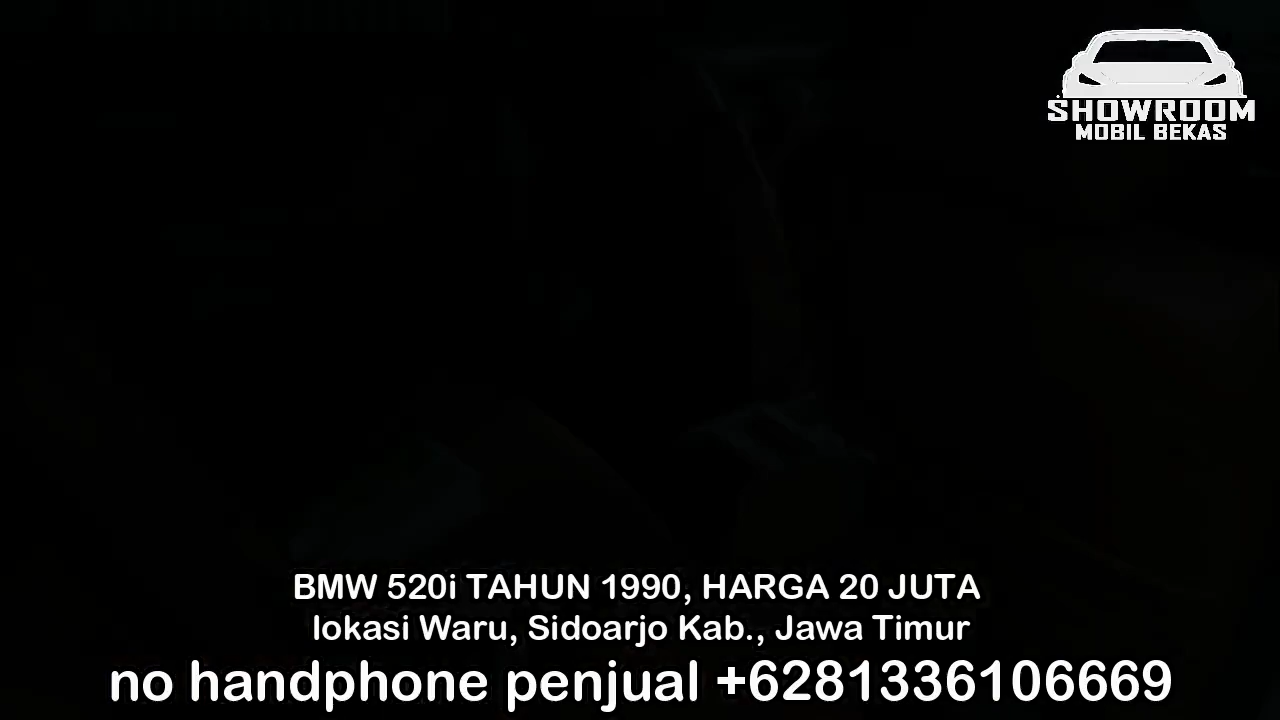 SHOWROOM
MOBIL BEKAS
BMW 520i TAHUN 1990, HARGA 20 JUTA
lokasi Waru, Sidoarjo Kab., Jawa Timur
no handphone penjual +6281336106669